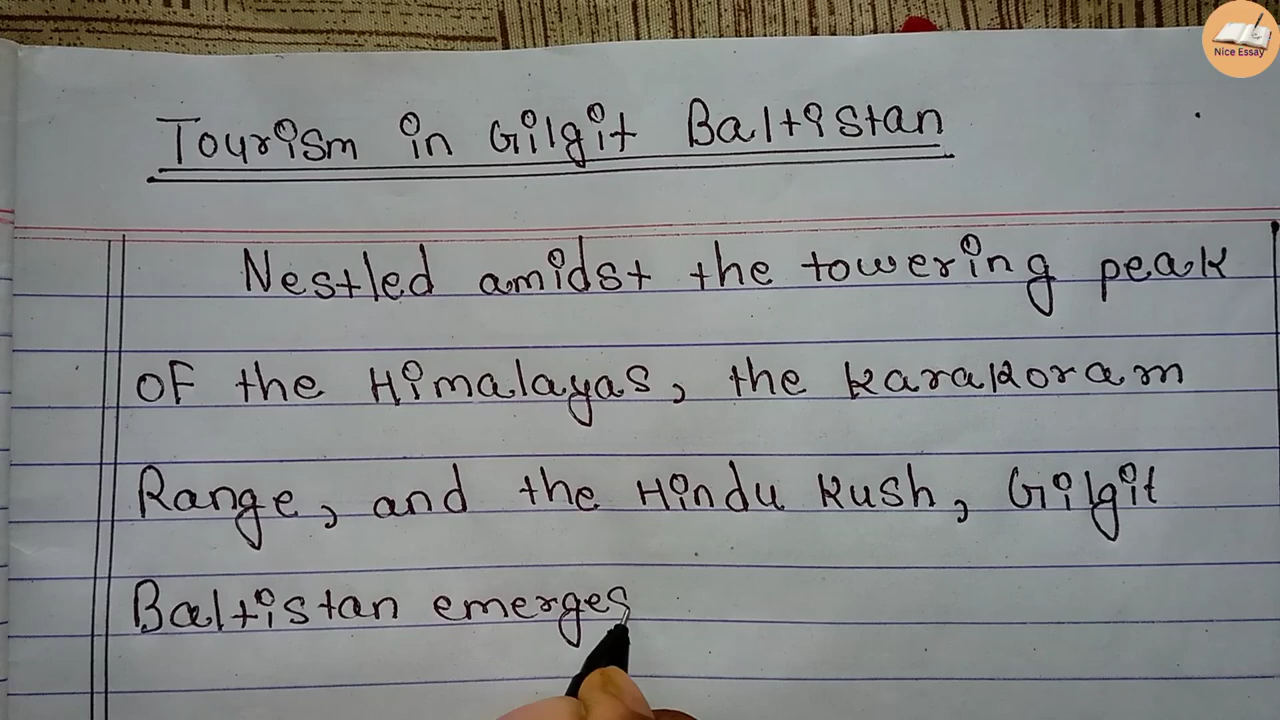 Nice Essay
Tourism in Gilgit Baltistan
Nestled amidst the towering peak
of the Himalayas, the Karakoram
Range, and the Hindu Kush, Gilgit
Baltistan emerges